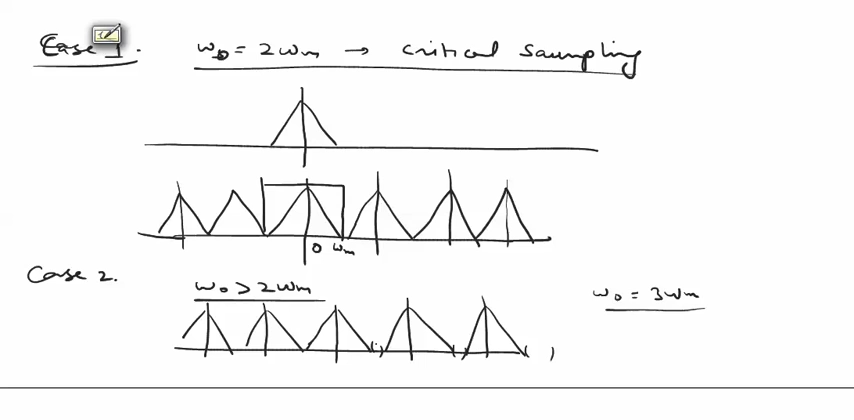 Case 1. ω₀ = 2ωm → critical sampling
0 ωm
Case 2.
ω₀ > 2ωm
ω₀ = 3ωm